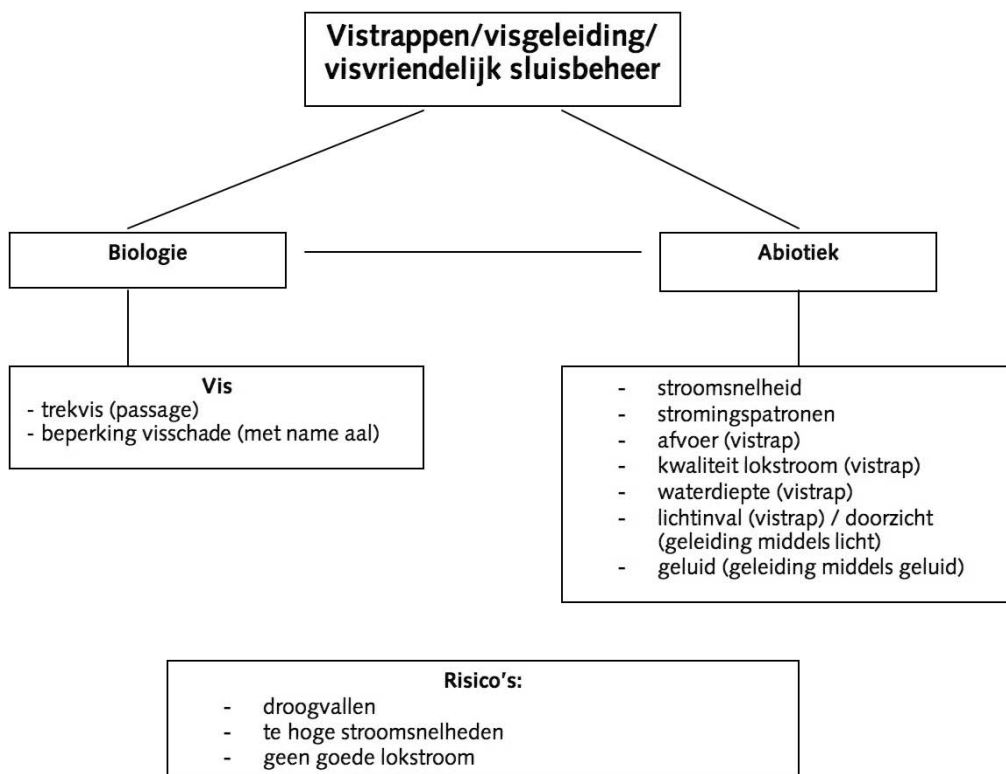 Vistrappen/visgeleiding/
visvriendelijk sluisbeheer
Biologie
Abiotiek
Vis
- trekvis (passage)
- beperking visschade (met name aal)
- stroomsnelheid
- stromingspatronen
- afvoer (vistrap)
- kwaliteit lokstroom (vistrap)
- waterdiepte (vistrap)
- lichtinval (vistrap) / doorzicht
(geleiding middels licht)
- geluid (geleiding middels geluid)
Risico's:
- droogvallen
- te hoge stroomsnelheden
- geen goede lokstroom